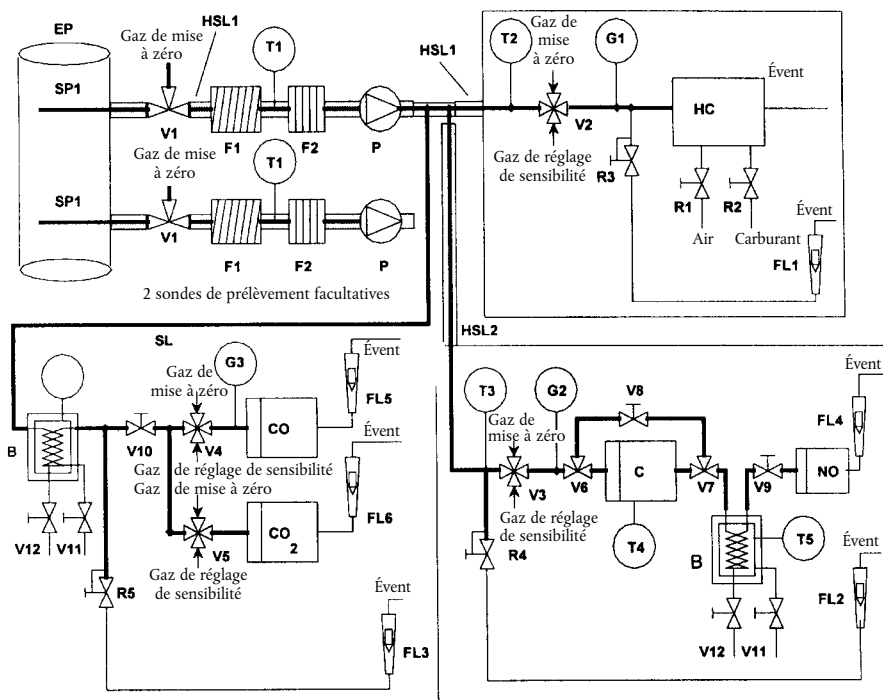 EP
HSL1
Gaz de mise
à zéro
T1
SP1
V1
F1
F2
P
Gaz de mise
à zéro
T1
SP1
V1
F1
F2
P
2 sondes de prélèvement facultatives
HSL1
T2
Gaz de
mise
à zéro
G1
V2
Gaz de réglage
de sensibilité
R3
HC
Évent
R1
R2
Air
Carburant
Évent
FL1
HSL2
SL
Gaz de
mise à zéro
G3
Évent
FL5
B
V10
V4
CO
Gaz de réglage de sensibilité
Gaz de mise à zéro
Évent
FL6
V12
V11
V5
CO2
Gaz de réglage
de sensibilité
R5
Évent
FL3
T3
Gaz de
mise à zéro
G2
V8
Évent
FL4
V3
V6
C
V7
V9
NO
Gaz de réglage
de sensibilité
R4
T4
B
T5
Évent
FL2
V12
V11